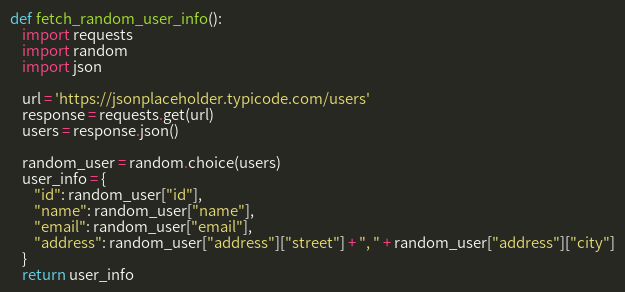 def fetch_random_user_info():
    import requests
    import random
    import json

    url = 'https://jsonplaceholder.typicode.com/users'
    response = requests.get(url)
    users = response.json()

    random_user = random.choice(users)
    user_info = {
        "id": random_user["id"],
        "name": random_user["name"],
        "email": random_user["email"],
        "address": random_user["address"]["street"] + ", " + random_user["address"]["city"]
    }
    return user_info